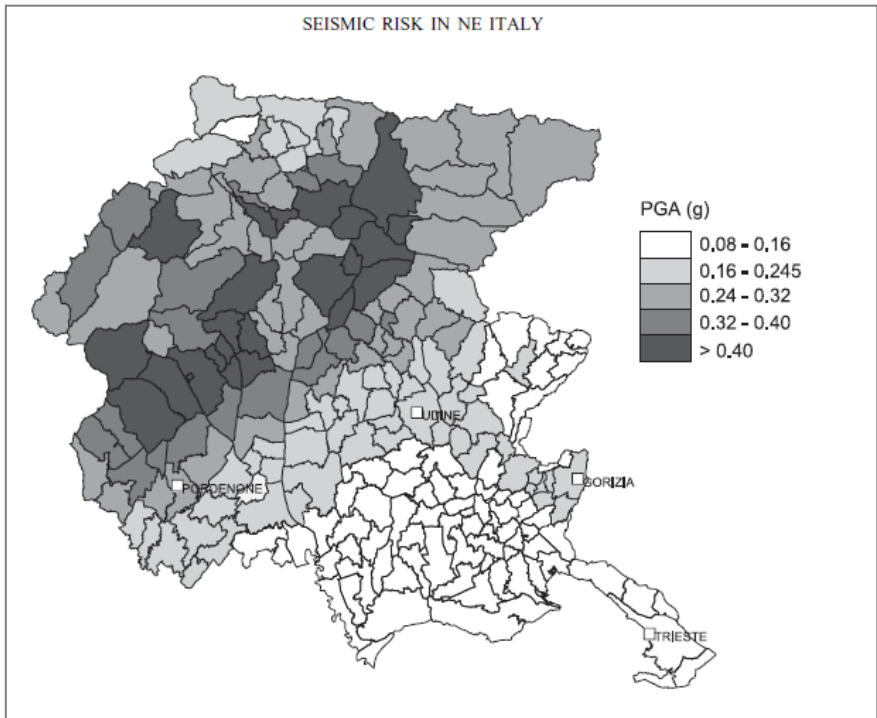 SEISMIC RISK IN NE ITALY
PGA (g)
0.08 - 0.16
0.16 - 0.245
0.24 - 0.32
0.32 - 0.40
> 0.40
UDINE
PORDENONE
GORIZIA
TRIESTE